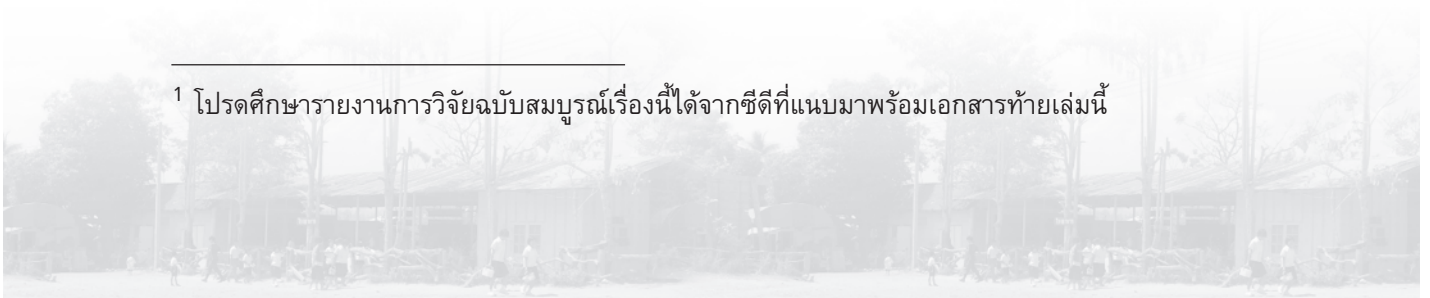 1 โปรดศึกษารายงานการวิจัยฉบับสมบูรณ์เรื่องนี้ได้จากซีดีที่แนบมาพร้อมเอกสารท้ายเล่มนี้